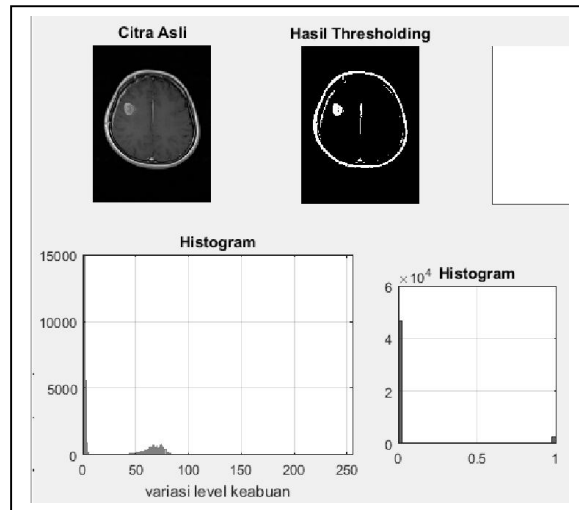 Citra Asli
Hasil Thresholding
Histogram
15000
10000
5000
0
0 50 100 150 200 250
variasi level keabuan
×10^4 Histogram
6
4
2
0
0 0.5 1